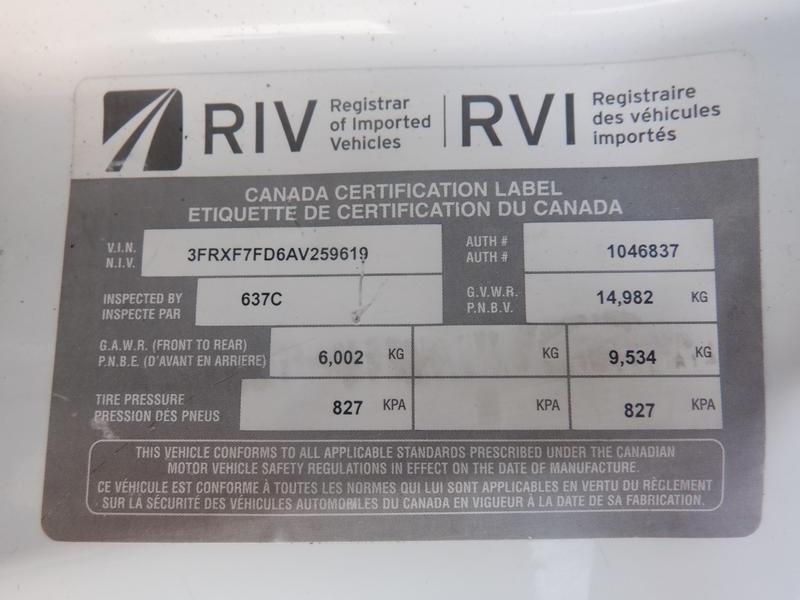 RIV Registrar of Imported Vehicles | RVI Registraire des véhicules importés
CANADA CERTIFICATION LABEL
ETIQUETTE DE CERTIFICATION DU CANADA
V.I.N. N.I.V. 3FRXF7FD6AV259619 AUTH # AUTH # 1046837
INSPECTED BY INSPECTE PAR 637C G.V.W.R. P.N.B.V. 14,982 KG
G.A.W.R. (FRONT TO REAR) P.N.B.E. (D'AVANT EN ARRIERE) 6,002 KG KG 9,534 KG
TIRE PRESSURE PRESSION DES PNEUS 827 KPA KPA 827 KPA
THIS VEHICLE CONFORMS TO ALL APPLICABLE STANDARDS PRESCRIBED UNDER THE CANADIAN
MOTOR VEHICLE SAFETY REGULATIONS IN EFFECT ON THE DATE OF MANUFACTURE.
CE VÉHICULE EST CONFORME À TOUTES LES NORMES QUI LUI SONT APPLICABLES EN VERTU DU RÈGLEMENT
SUR LA SÉCURITÉ DES VÉHICULES AUTOMOBILES DU CANADA EN VIGUEUR À LA DATE DE SA FABRICATION.